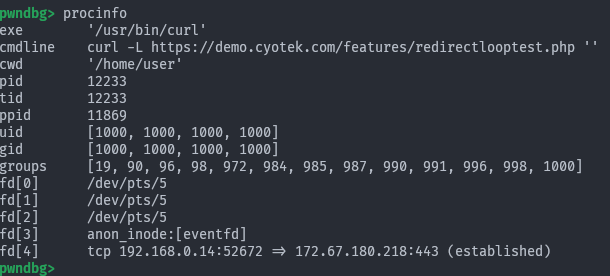 pwndbg> procinfo
exe '/usr/bin/curl'
cmdline curl -L https://demo.cyotek.com/features/redirectlooptest.php ''
cwd '/home/user'
pid 12233
tid 12233
ppid 11869
uid [1000, 1000, 1000, 1000]
gid [1000, 1000, 1000, 1000]
groups [19, 90, 96, 98, 972, 984, 985, 987, 990, 991, 996, 998, 1000]
fd[0] /dev/pts/5
fd[1] /dev/pts/5
fd[2] /dev/pts/5
fd[3] anon_inode:[eventfd]
fd[4] tcp 192.168.0.14:52672 => 172.67.180.218:443 (established)
pwndbg>